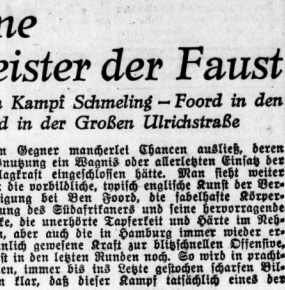 ne
eister der Faust
n Kampf Schmeling – Foord in den
d in der Großen Ulrichstraße
n Gegner mancherlei Chancen ausließ, deren
nutzung ein Wagnis oder allerletzten Einsatz der
lagkraft eingeschlossen hätte. Man sieht weiter
die vorbildliche, typisch englische Kunst der Ver-
igung bei Ben Foord, die fabelhafte Körper-
ung des Südafrikaners und seine hervorragende
ke, die unerhörte Tapferkeit und Härte im Neh-
n, aber auch die in Hamburg immer wieder er-
nlich gewesene Kraft zur blitzschnellen Offensive,
st in den letzten Runden noch. So wird in pracht-
en, immer bis ins Letzte gestochen scharfen Bil-
n klar, daß dieser Kampf tatsächlich eines der